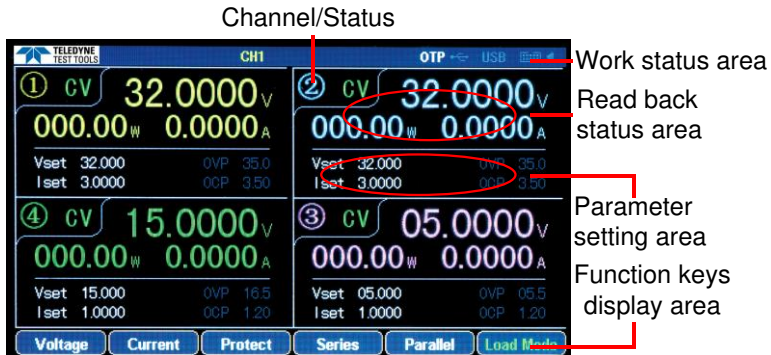 Channel/Status
TELEDYNE
TEST TOOLS
CH1
OTP
USB
Work status area
① CV
32.0000V
000.00W 0.0000A
Vset 32.000 OVP 35.0
Iset 3.0000 OCP 3.50
② CV
32.0000V
000.00W 0.0000A
Vset 32.000 OVP 35.0
Iset 3.0000 OCP 3.50
Read back
status area
Parameter
setting area
④ CV
15.0000V
000.00W 0.0000A
Vset 15.000 OVP 16.5
Iset 1.0000 OCP 1.20
③ CV
05.0000V
000.00W 0.0000A
Vset 05.000 OVP 05.5
Iset 1.0000 OCP 1.20
Function keys
display area
Voltage Current Protect Series Parallel Load Mode